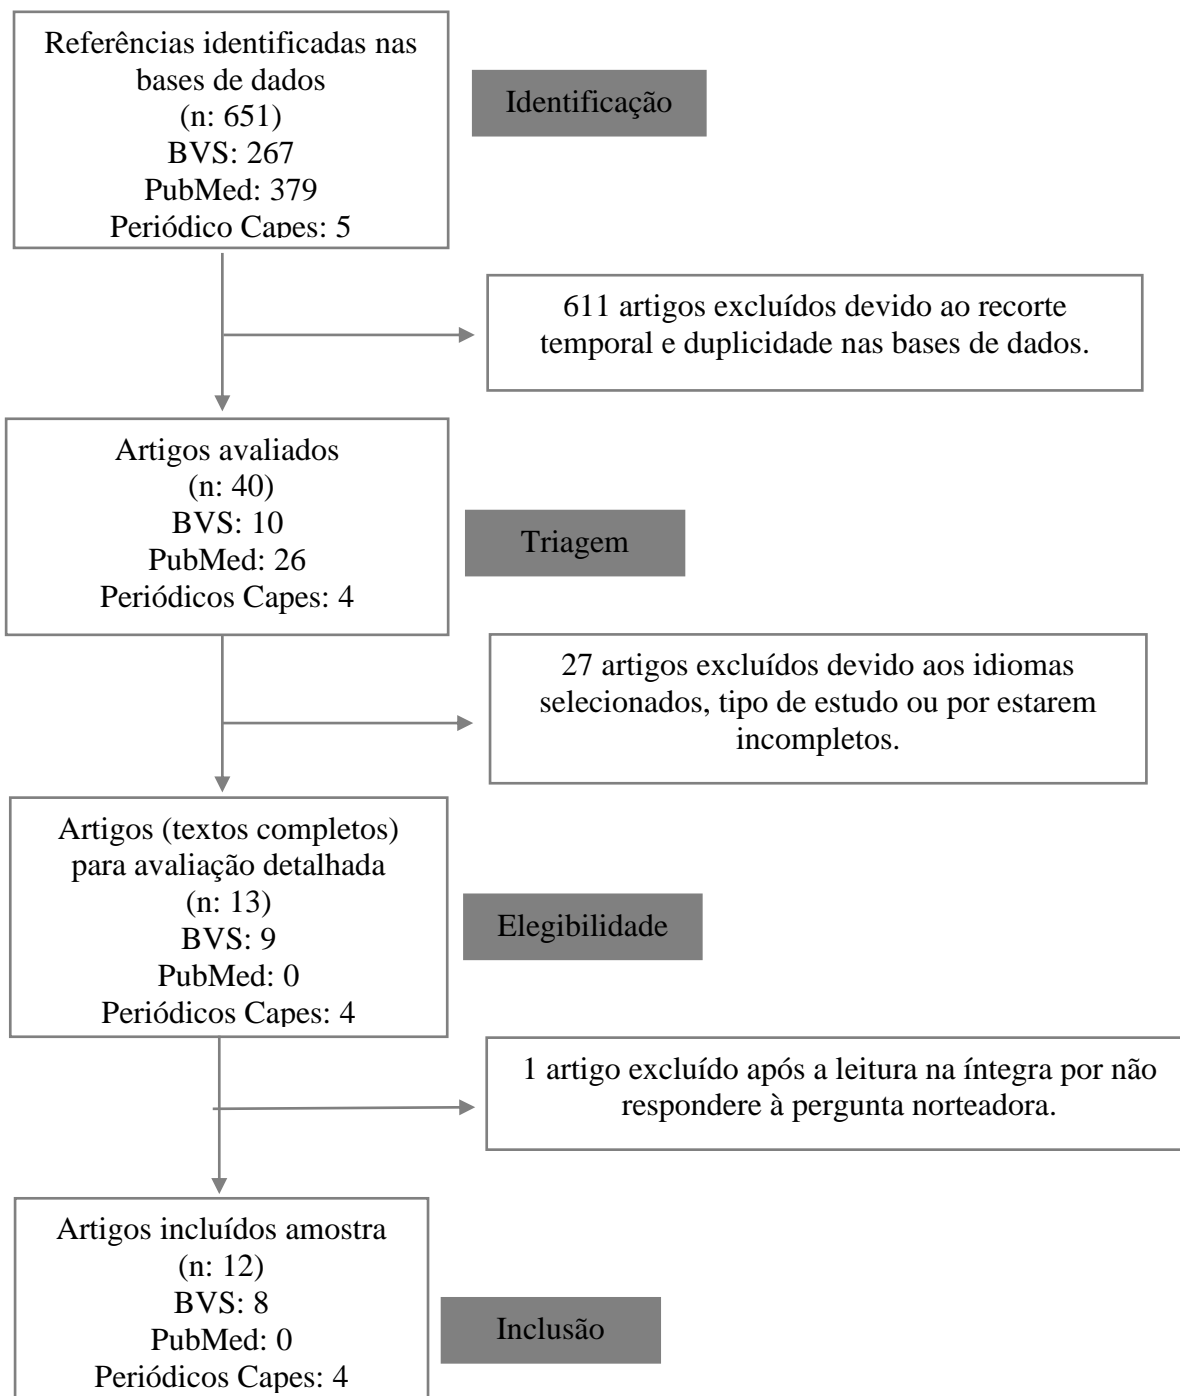 Referências identificadas nas
bases de dados
(n: 651)
BVS: 267
PubMed: 379
Periódico Capes: 5
Identificação
611 artigos excluídos devido ao recorte
temporal e duplicidade nas bases de dados.
Artigos avaliados
(n: 40)
BVS: 10
PubMed: 26
Periódicos Capes: 4
Triagem
27 artigos excluídos devido aos idiomas
selecionados, tipo de estudo ou por estarem
incompletos.
Artigos (textos completos)
para avaliação detalhada
(n: 13)
BVS: 9
PubMed: 0
Periódicos Capes: 4
Elegibilidade
1 artigo excluído após a leitura na íntegra por não
respondere à pergunta norteadora.
Artigos incluídos amostra
(n: 12)
BVS: 8
PubMed: 0
Periódicos Capes: 4
Inclusão